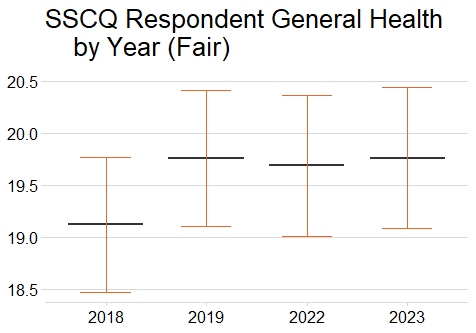 SSCQ Respondent General Health
by Year (Fair)
20.5
20.0
19.5
19.0
18.5
2018 2019 2022 2023